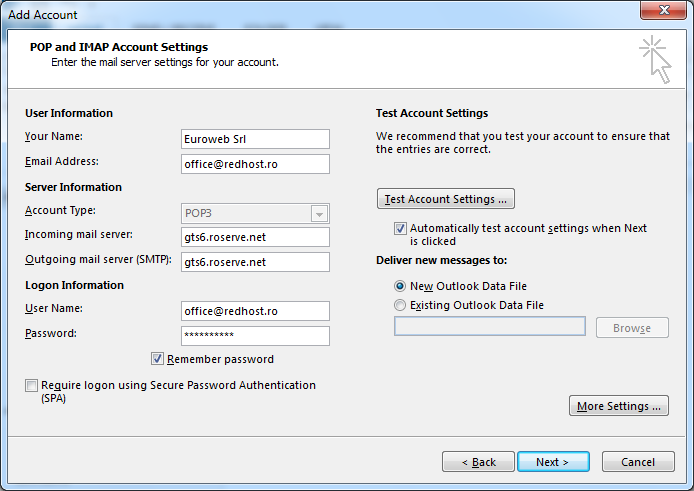 Add Account
POP and IMAP Account Settings
Enter the mail server settings for your account.
User Information
Your Name:
Euroweb Srl
Email Address:
office@redhost.ro
Server Information
Account Type:
POP3
Incoming mail server:
gts6.roserve.net
Outgoing mail server (SMTP):
gts6.roserve.net
Logon Information
User Name:
office@redhost.ro
Password:
**********
Remember password
Require logon using Secure Password Authentication
(SPA)
Test Account Settings
We recommend that you test your account to ensure that
the entries are correct.
Test Account Settings ...
Automatically test account settings when Next
is clicked
Deliver new messages to:
New Outlook Data File
Existing Outlook Data File
Browse
More Settings ...
< Back
Next >
Cancel